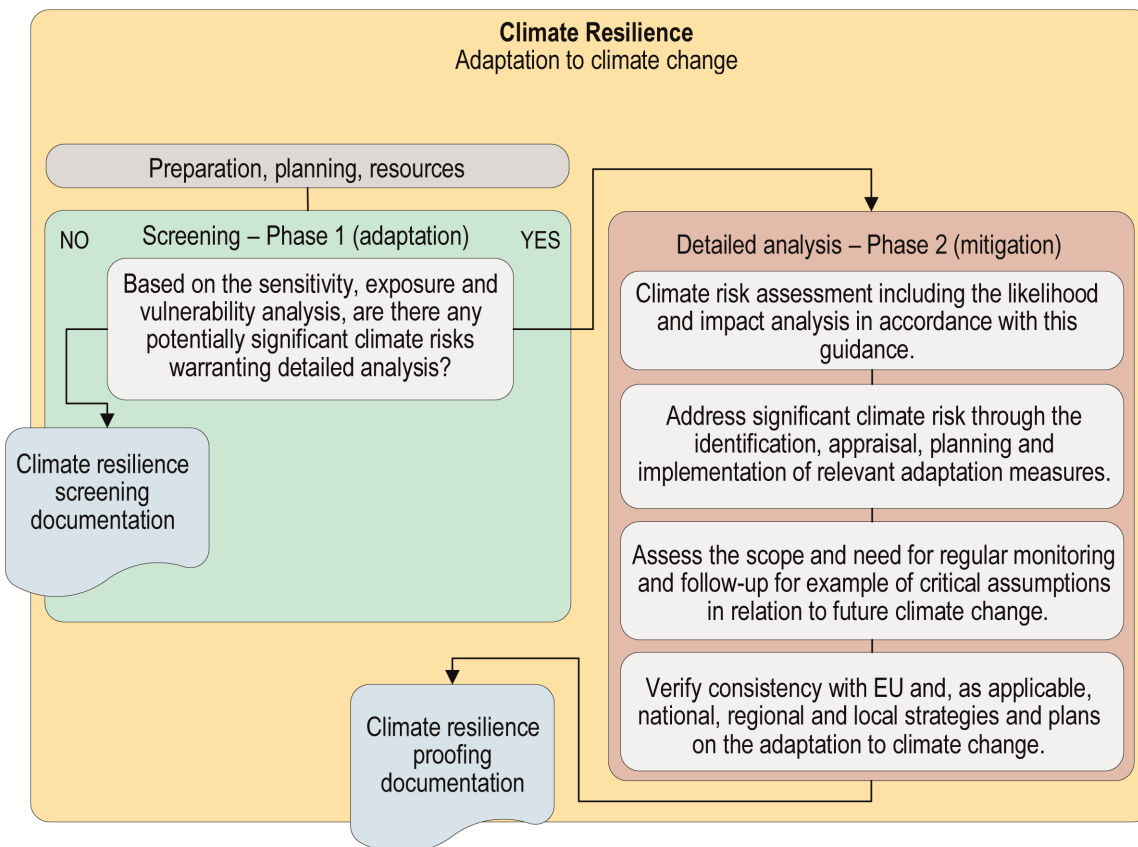 Climate Resilience
Adaptation to climate change
Preparation, planning, resources
NO
Screening – Phase 1 (adaptation)
YES
Based on the sensitivity, exposure and
vulnerability analysis, are there any
potentially significant climate risks
warranting detailed analysis?
Climate resilience
screening
documentation
Detailed analysis – Phase 2 (mitigation)
Climate risk assessment including the likelihood
and impact analysis in accordance with this
guidance.
Address significant climate risk through the
identification, appraisal, planning and
implementation of relevant adaptation measures.
Assess the scope and need for regular monitoring
and follow-up for example of critical assumptions
in relation to future climate change.
Verify consistency with EU and, as applicable,
national, regional and local strategies and plans
on the adaptation to climate change.
Climate resilience
proofing
documentation